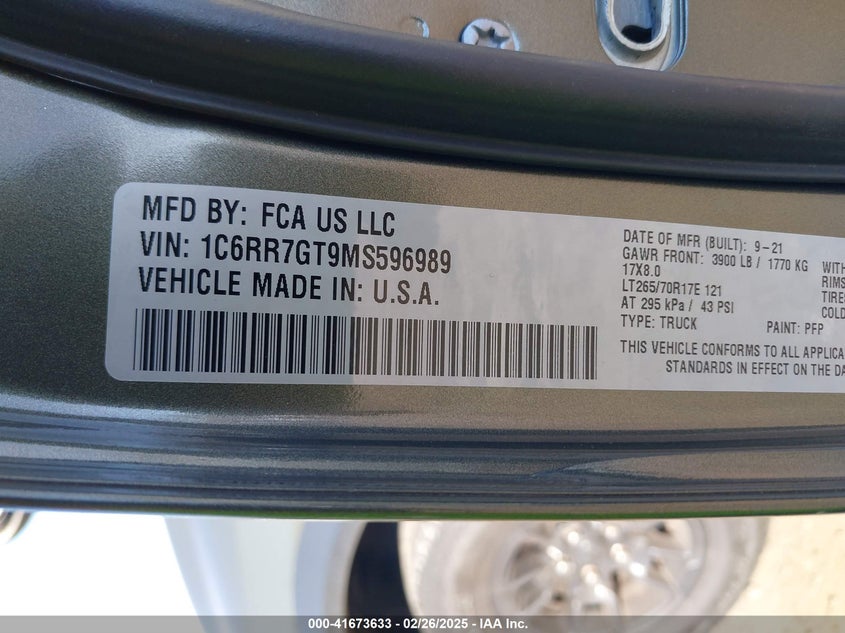 MFD BY: FCA US LLC
VIN: 1C6RR7GT9MS596989
VEHICLE MADE IN: U.S.A.
DATE OF MFR (BUILT): 9-21
GAWR FRONT: 3900 LB / 1770 KG WITH
17X8.0 RIMS
LT265/70R17E 121 TIRE
AT 295 kPa / 43 PSI COLD
TYPE: TRUCK PAINT: PFP
THIS VEHICLE CONFORMS TO ALL APPLICA
STANDARDS IN EFFECT ON THE DA
000-41673633 - 02/26/2025 - IAA Inc.